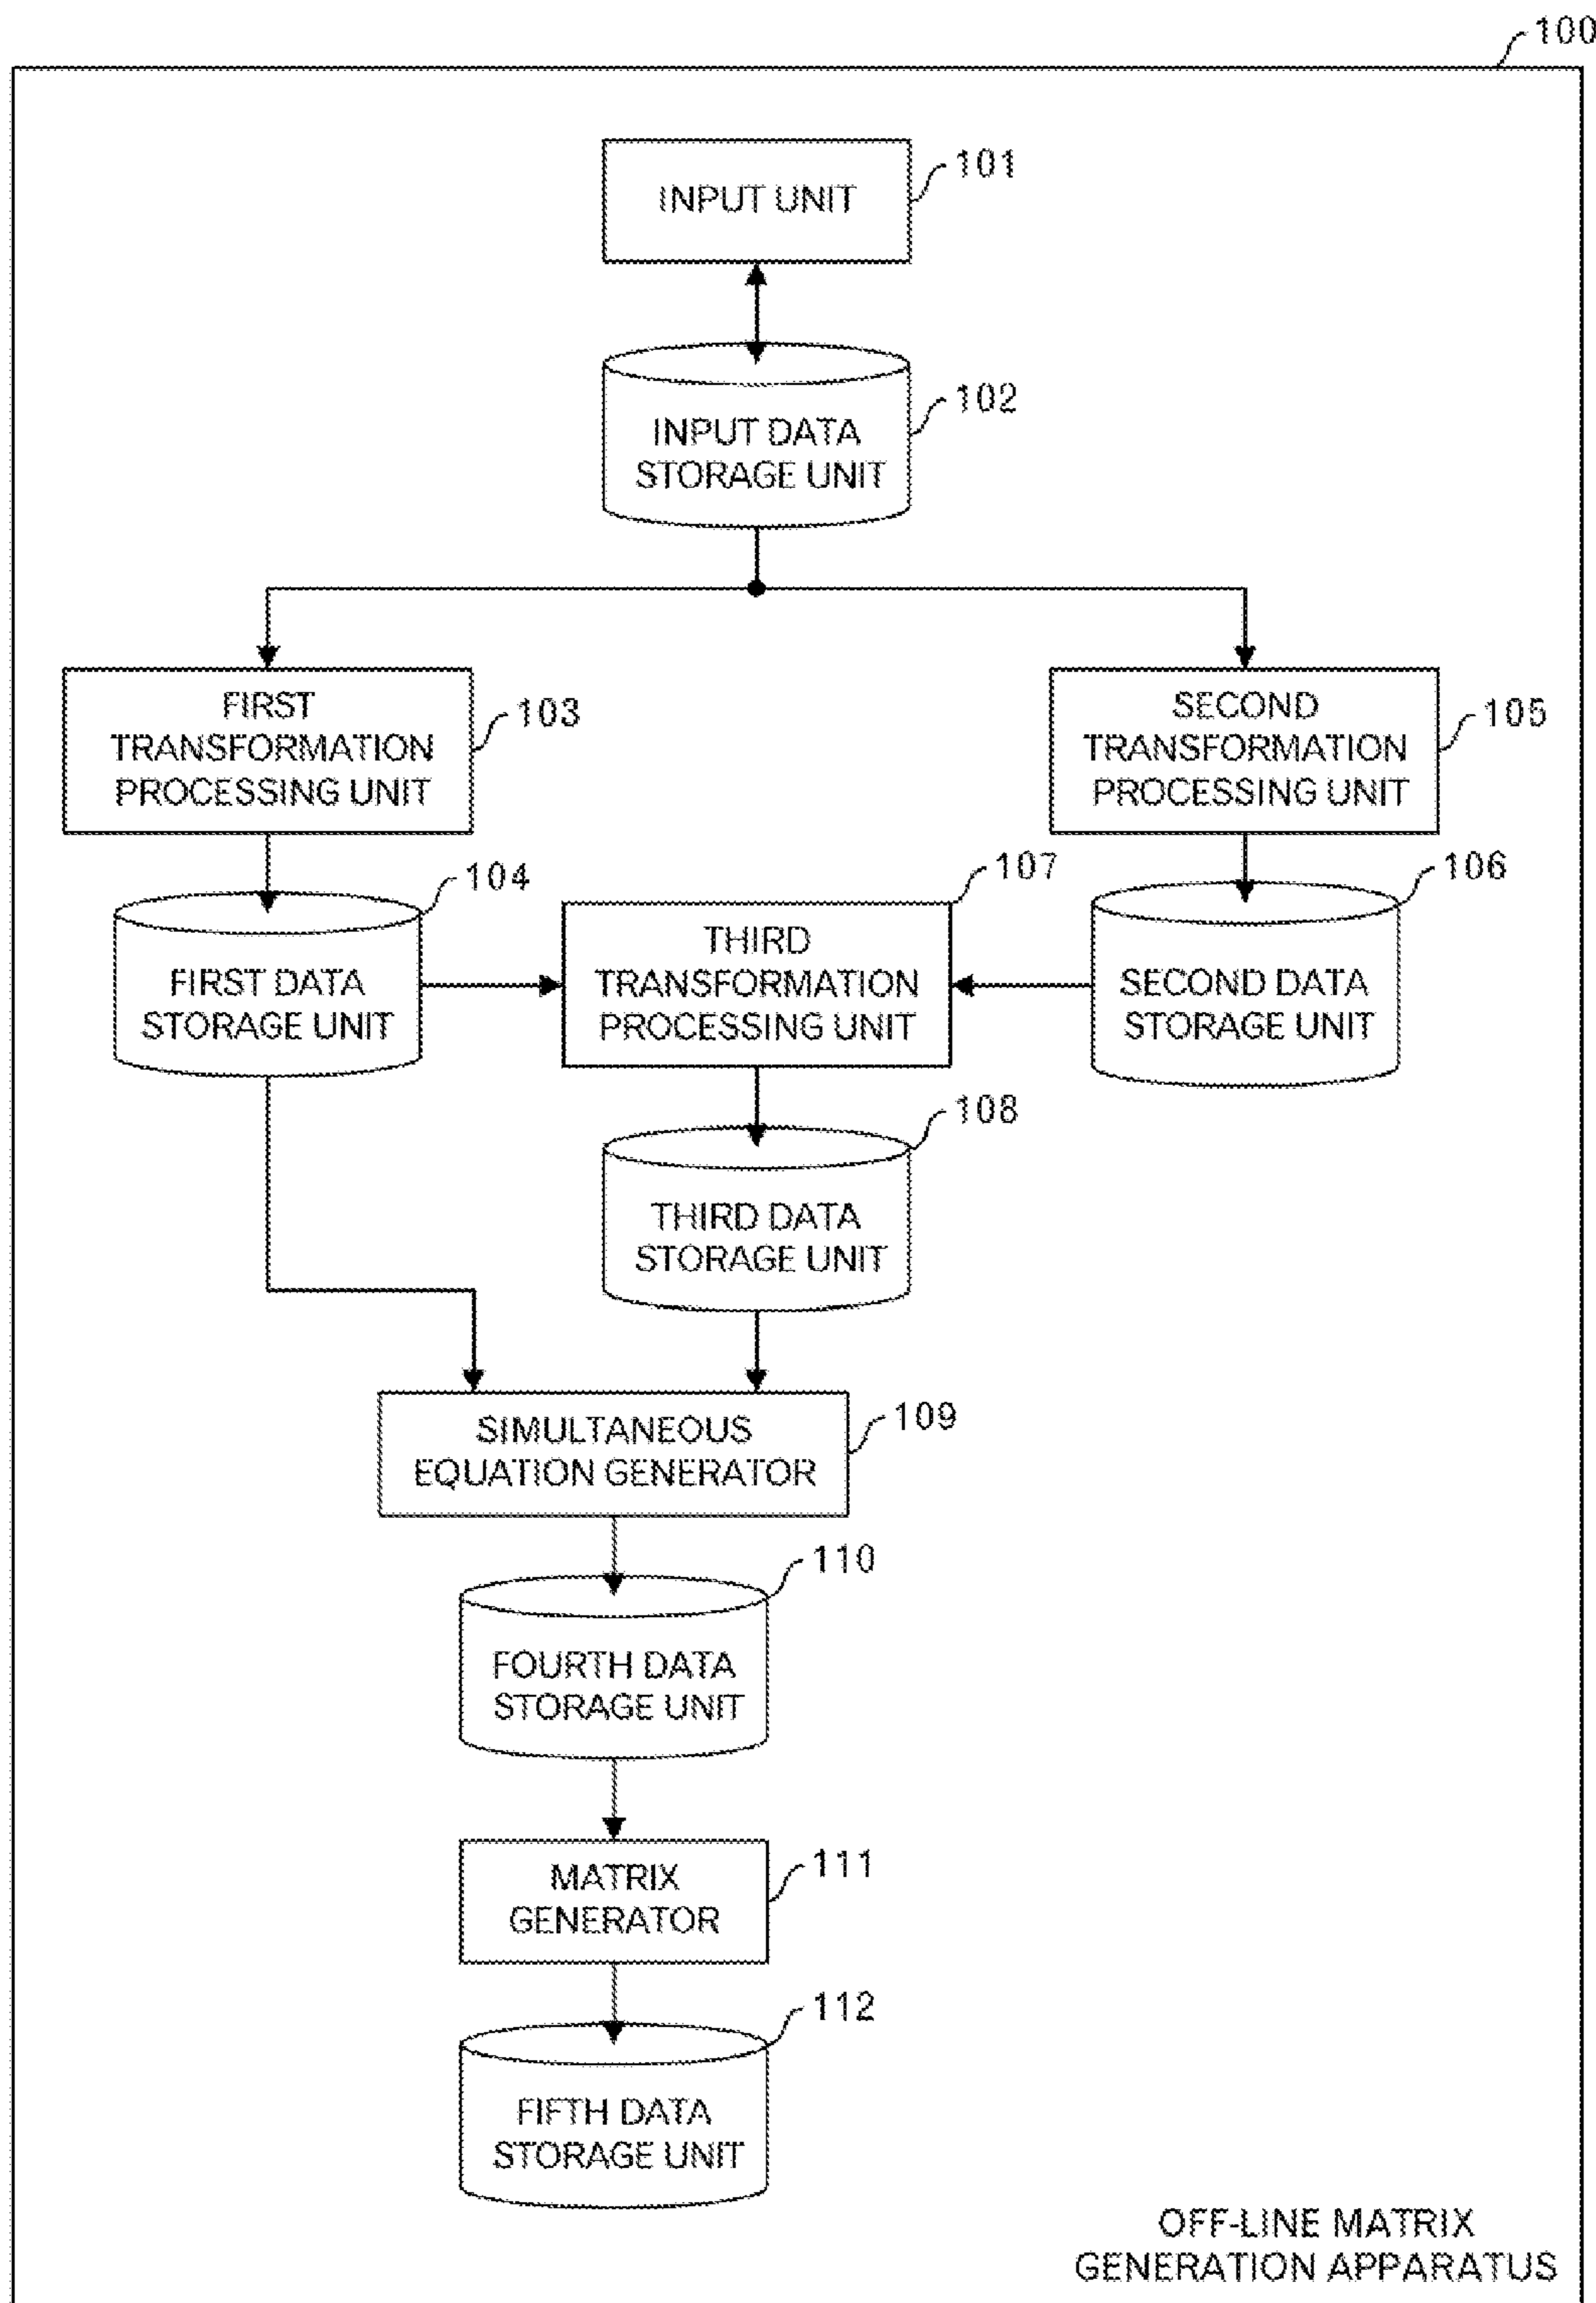 100
INPUT UNIT
101
INPUT DATA
STORAGE UNIT
102
FIRST
TRANSFORMATION
PROCESSING UNIT
103
SECOND
TRANSFORMATION
PROCESSING UNIT
105
104
FIRST DATA
STORAGE UNIT
107
THIRD
TRANSFORMATION
PROCESSING UNIT
106
SECOND DATA
STORAGE UNIT
108
THIRD DATA
STORAGE UNIT
SIMULTANEOUS
EQUATION GENERATOR
109
110
FOURTH DATA
STORAGE UNIT
MATRIX
GENERATOR
111
112
FIFTH DATA
STORAGE UNIT
OFF-LINE MATRIX
GENERATION APPARATUS